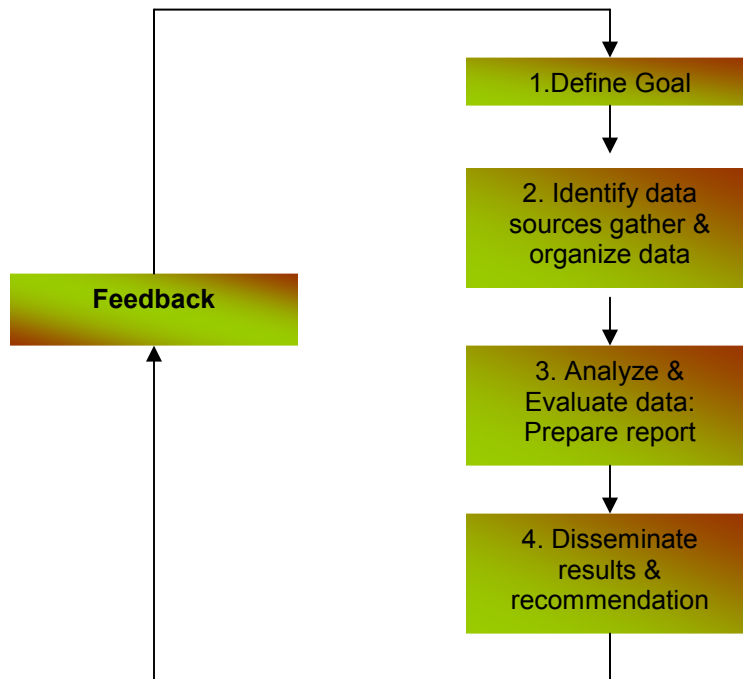 1.Define Goal
2. Identify data
sources gather &
organize data
Feedback
3. Analyze &
Evaluate data:
Prepare report
4. Disseminate
results &
recommendation